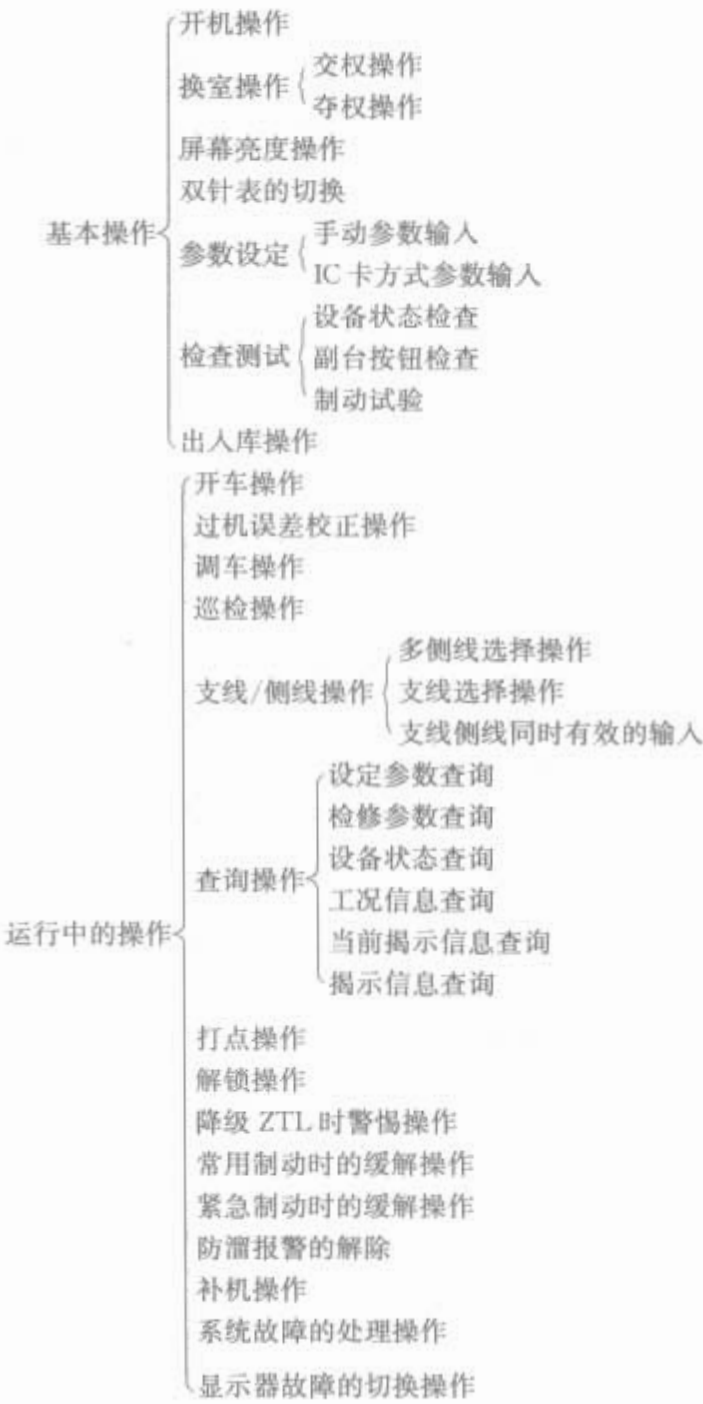 开机操作
换室操作
交权操作
夺权操作
屏幕亮度操作
双针表的切换
基本操作
参数设定
手动参数输入
IC 卡方式参数输入
检查测试
设备状态检查
副台按钮检查
制动试验
出入库操作
开车操作
过机误差校正操作
调车操作
巡检操作
支线/侧线操作
多侧线选择操作
支线选择操作
支线侧线同时有效的输入
运行中的操作
查询操作
设定参数查询
检修参数查询
设备状态查询
工况信息查询
当前揭示信息查询
揭示信息查询
打点操作
解锁操作
降级 ZTL 时警惕操作
常用制动时的缓解操作
紧急制动时的缓解操作
防溜报警的解除
补机操作
系统故障的处理操作
显示器故障的切换操作